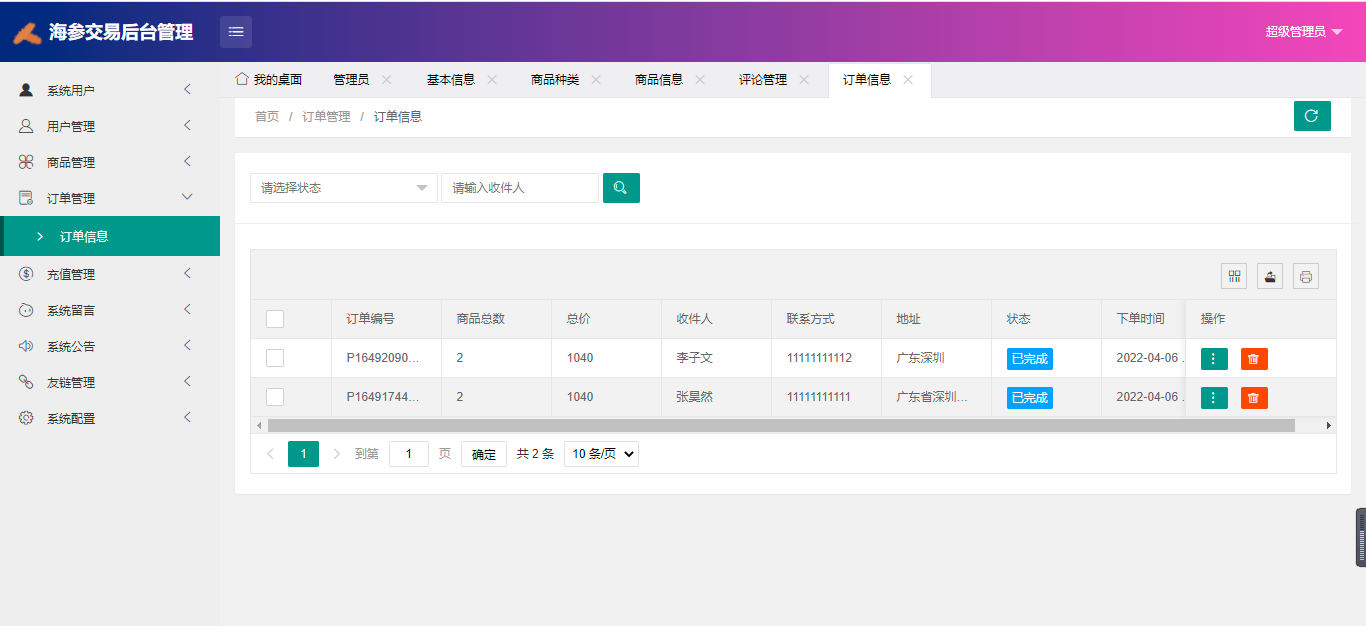 海参交易后台管理
超级管理员
我的桌面 管理员 基本信息 商品种类 商品信息 评论管理 订单信息
系统用户
用户管理
商品管理
订单管理
订单信息
充值管理
系统留言
系统公告
友链管理
系统配置
首页 / 订单管理 / 订单信息
请选择状态 请输入收件人
订单编号 商品总数 总价 收件人 联系方式 地址 状态 下单时间 操作
P16492090... 2 1040 李子文 11111111112 广东深圳 已完成 2022-04-06 .
P16491744... 2 1040 张昊然 11111111111 广东省深圳... 已完成 2022-04-06 .
1 到第 1 页 确定 共 2 条 10 条/页